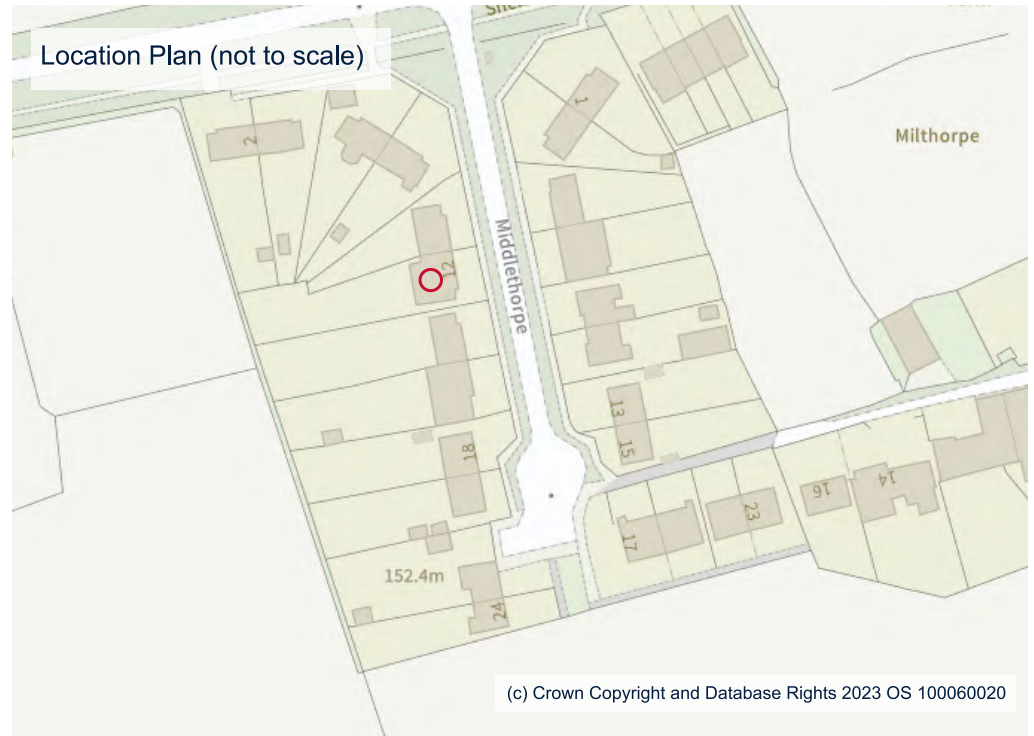 Location Plan (not to scale)
Milthorpe
1
2
12
Middlethorpe
13
15
18
16
14
23
17
152.4m
24
(c) Crown Copyright and Database Rights 2023 OS 100060020